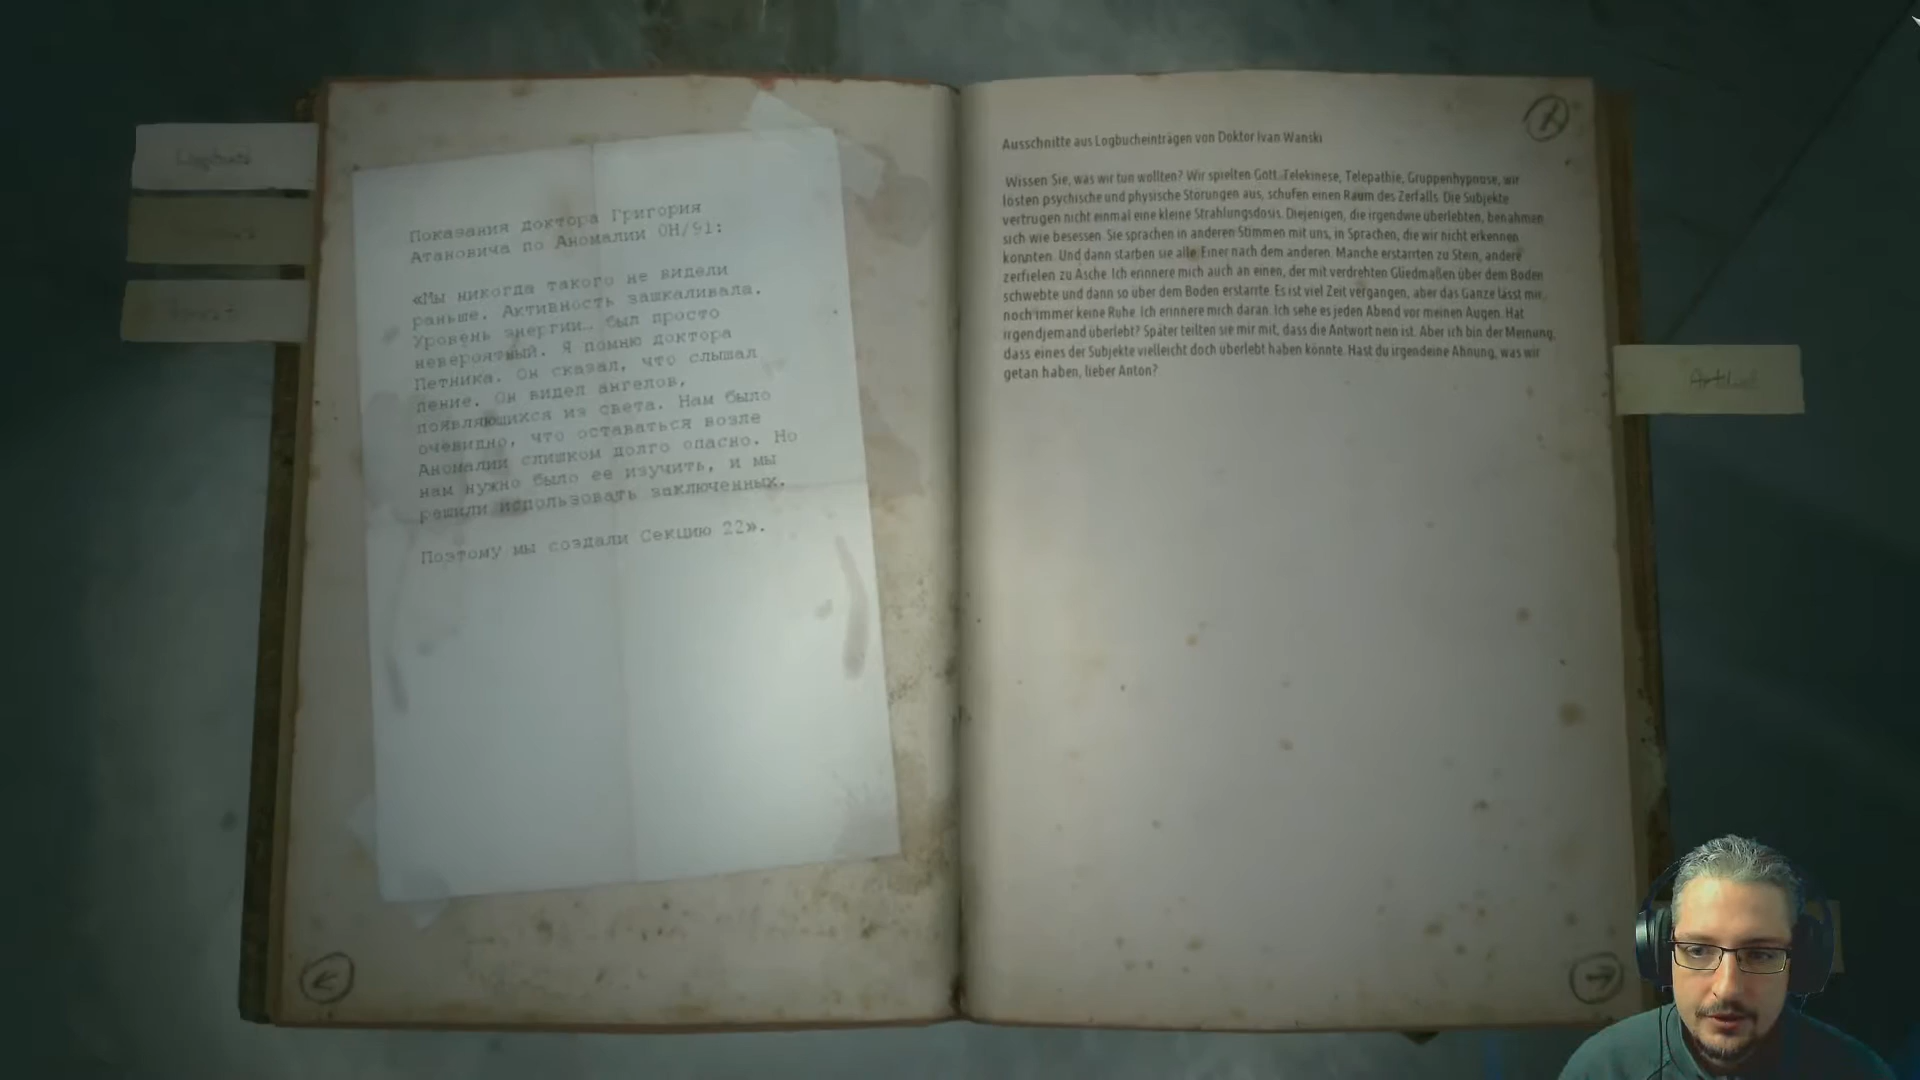 Показания доктора Григория
Атановича по Аномалии OH/91:
«Мы никогда такого не видели
раньше. Активность зашкаливала.
Уровень энергии… был просто
невероятный. Я помню доктора
Петника. Он сказал, что слышал
пение. Он видел ангелов,
появляющихся из света. Нам было
очевидно, что оставаться возле
Аномалии слишком долго опасно. Но
нам нужно было ее изучить, и мы
решили использовать заключенных.
Поэтому мы создали Секцию 22».
Ausschnitte aus Logbucheinträgen von Doktor Ivan Wanski
Wissen Sie, was wir tun wollten? Wir spielten Gott. Telekinese, Telepathie, Gruppenhypnose, wir
lösten psychische und physische Störungen aus, schufen einen Raum des Zerfalls. Die Subjekte
vertrugen nicht einmal eine kleine Strahlungsdosis. Diejenigen, die irgendwie überlebten, benahmen
sich wie besessen. Sie sprachen in anderen Stimmen mit uns, in Sprachen, die wir nicht erkennen
konnten. Und dann starben sie alle. Einer nach dem anderen. Manche erstarrten zu Stein, andere
zerfielen zu Asche. Ich erinnere mich auch an einen, der mit verdrehten Gliedmaßen über dem Boden
schwebte und dann so über dem Boden erstarrte. Es ist viel Zeit vergangen, aber das Ganze lässt mir
noch immer keine Ruhe. Ich erinnere mich daran. Ich sehe es jeden Abend vor meinen Augen. Hat
irgendjemand überlebt? Später teilten sie mir mit, dass die Antwort nein ist. Aber ich bin der Meinung,
dass eines der Subjekte vielleicht doch überlebt haben könnte. Hast du irgendeine Ahnung, was wir
getan haben, lieber Anton?